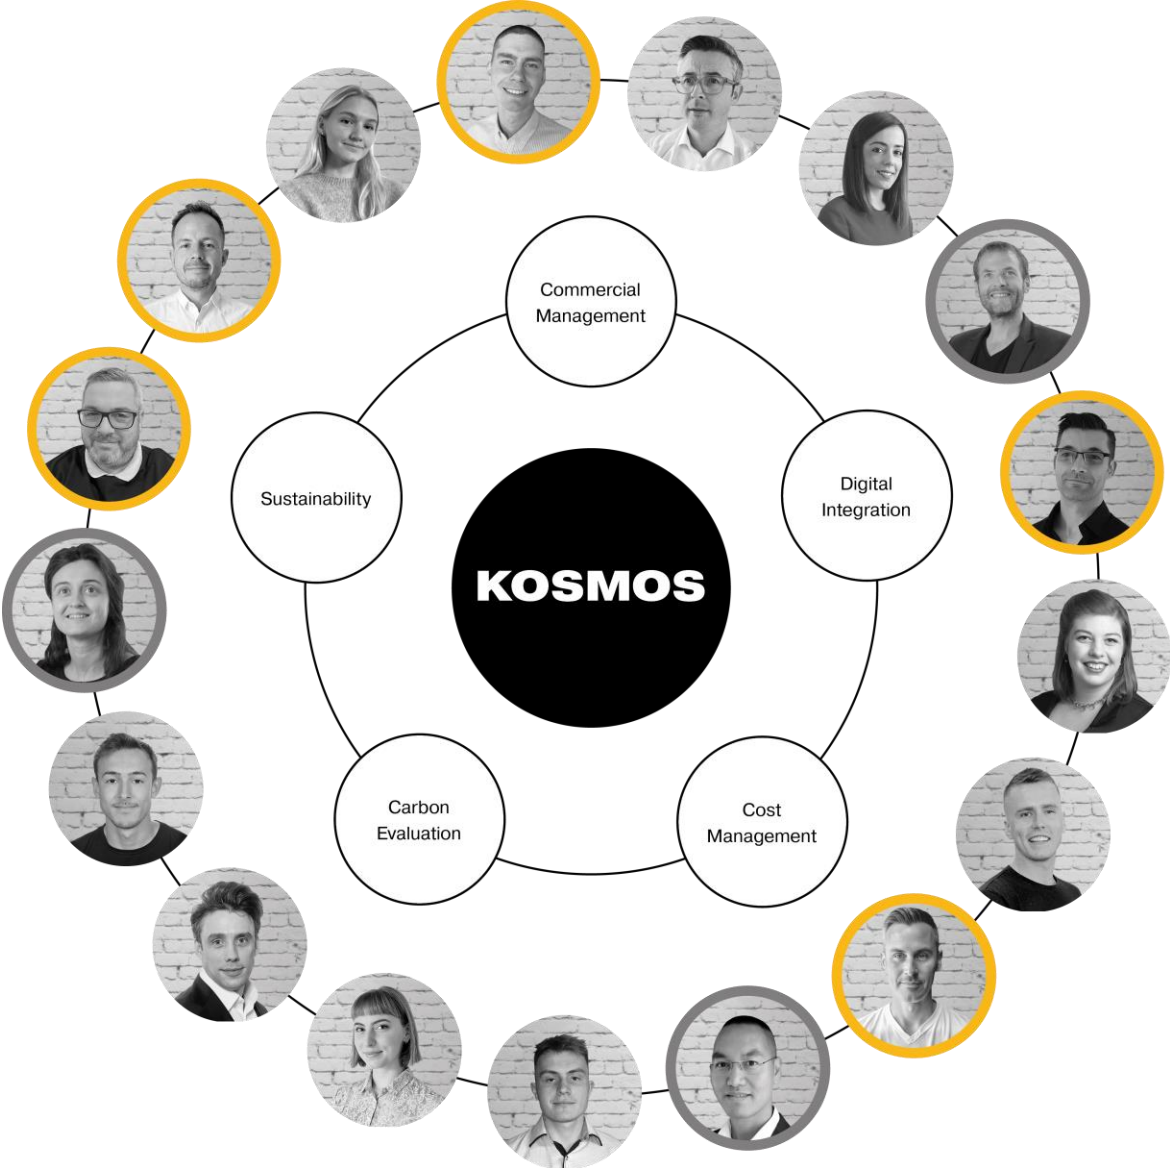 Commercial
Management
Sustainability
Digital
Integration
KOSMOS
Carbon
Evaluation
Cost
Management